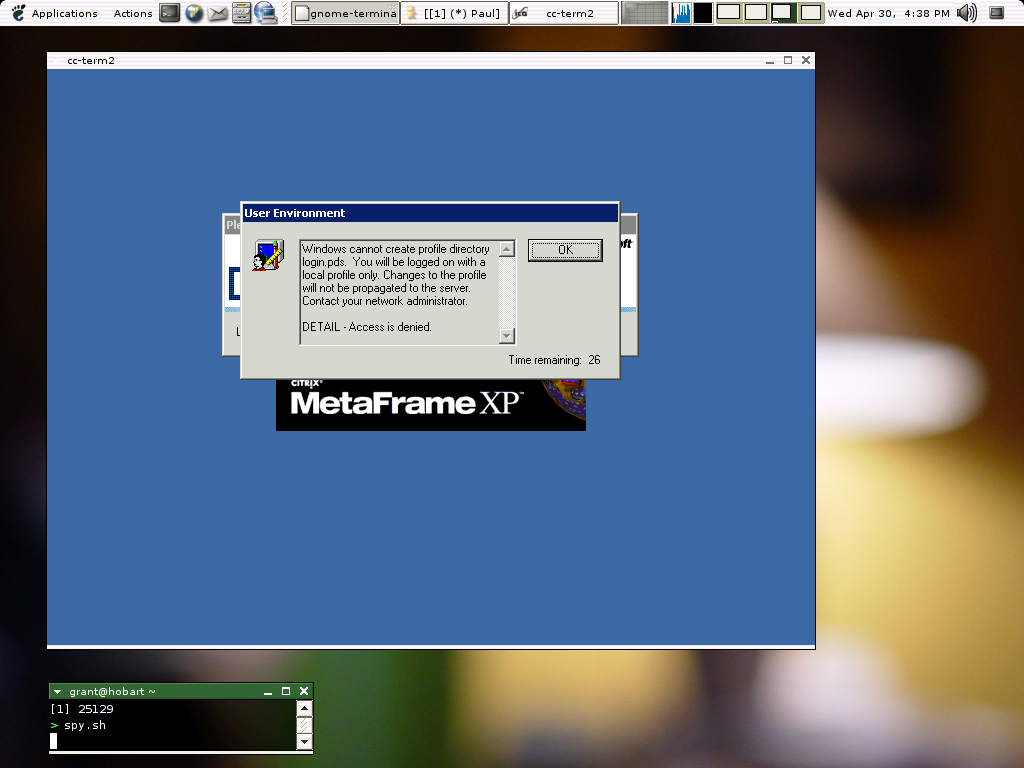 Applications Actions gnome-termina [[1] (*) Paul] cc-term2 Wed Apr 30, 4:38 PM
cc-term2
User Environment
Windows cannot create profile directory
login.pds. You will be logged on with a
local profile only. Changes to the profile
will not be propagated to the server.
Contact your network administrator.
DETAIL - Access is denied.
OK
Time remaining: 26
CITRIX®
MetaFrame XP™
grant@hobart ~
[1] 25129
> spy.sh